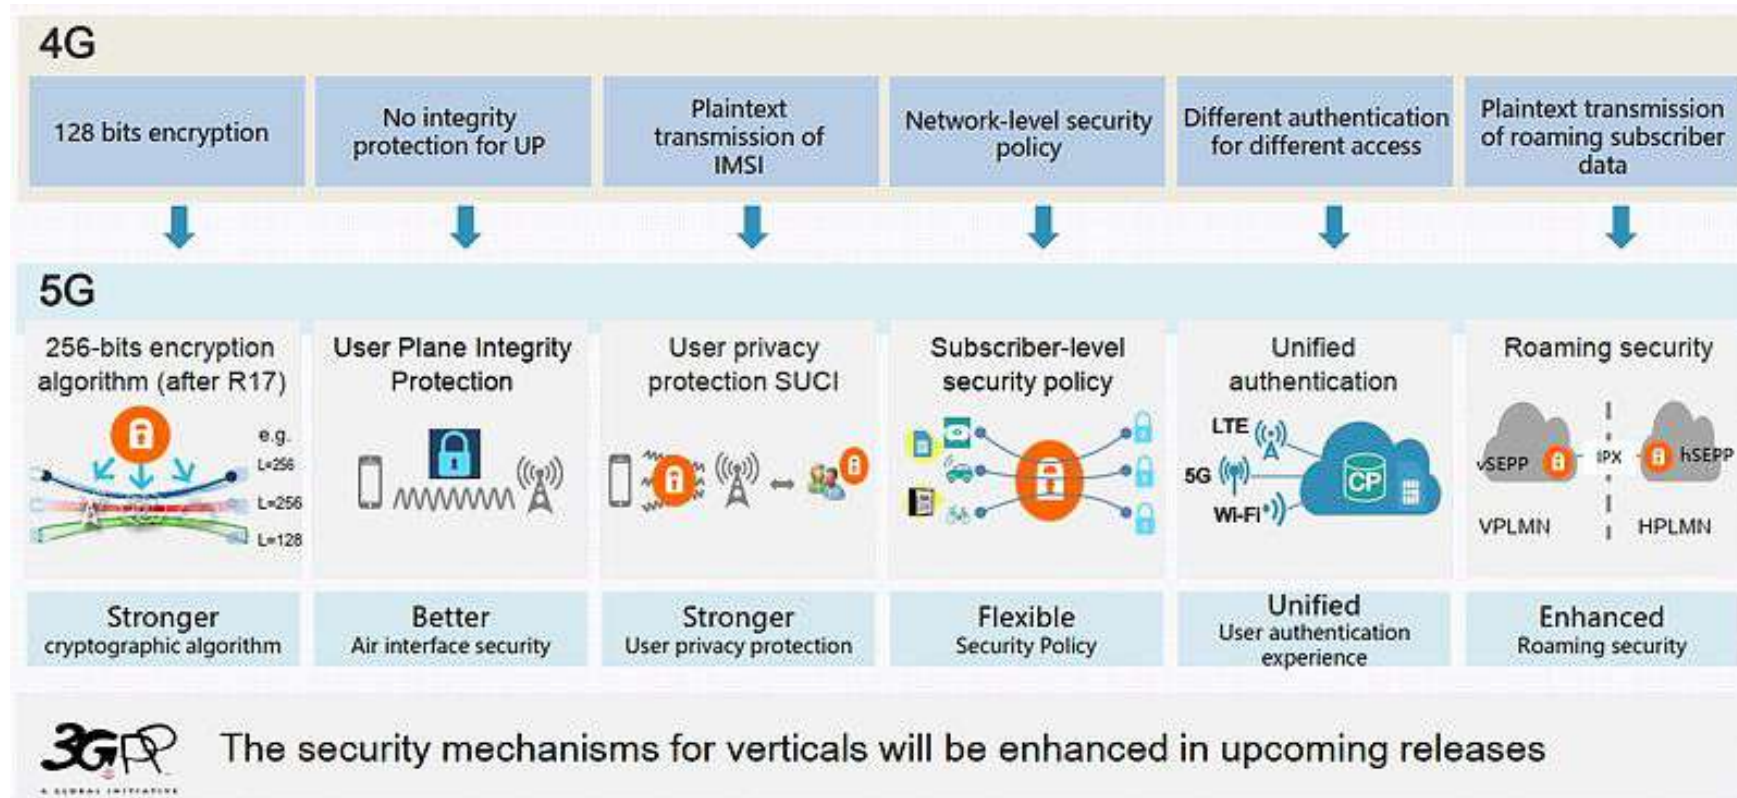 4G
128 bits encryption
No integrity
protection for UP
Plaintext
transmission of
IMSI
Network-level security
policy
Different authentication
for different access
Plaintext transmission
of roaming subscriber
data
5G
256-bits encryption
algorithm (after R17)
e.g.
L=256
L=256
L=128
User Plane Integrity
Protection
User privacy
protection SUCI
Subscriber-level
security policy
Unified
authentication
LTE
5G
Wi-Fi
CP
Roaming security
vSEPP
IPX
hSEPP
VPLMN
HPLMN
Stronger
cryptographic algorithm
Better
Air interface security
Stronger
User privacy protection
Flexible
Security Policy
Unified
User authentication
experience
Enhanced
Roaming security
3GPP
A GLOBAL INITIATIVE
The security mechanisms for verticals will be enhanced in upcoming releases